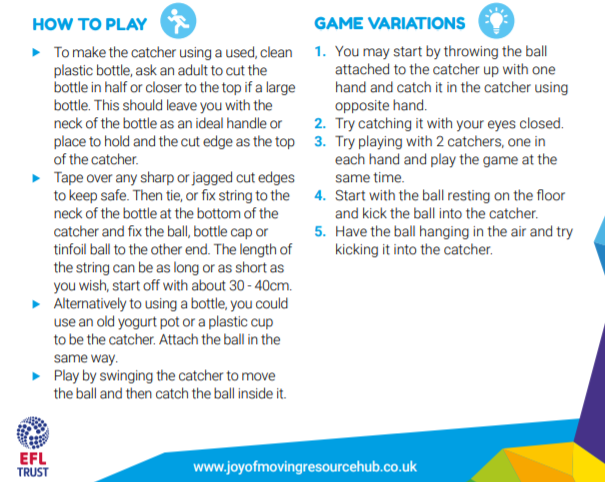 HOW TO PLAY
► To make the catcher using a used, clean
plastic bottle, ask an adult to cut the
bottle in half or closer to the top if a large
bottle. This should leave you with the
neck of the bottle as an ideal handle or
place to hold and the cut edge as the top
of the catcher.
► Tape over any sharp or jagged cut edges
to keep safe. Then tie, or fix string to the
neck of the bottle at the bottom of the
catcher and fix the ball, bottle cap or
tinfoil ball to the other end. The length of
the string can be as long or as short as
you wish, start off with about 30 - 40cm.
► Alternatively to using a bottle, you could
use an old yogurt pot or a plastic cup
to be the catcher. Attach the ball in the
same way.
► Play by swinging the catcher to move
the ball and then catch the ball inside it.
GAME VARIATIONS
1. You may start by throwing the ball
attached to the catcher up with one
hand and catch it in the catcher using
opposite hand.
2. Try catching it with your eyes closed.
3. Try playing with 2 catchers, one in
each hand and play the game at the
same time.
4. Start with the ball resting on the floor
and kick the ball into the catcher.
5. Have the ball hanging in the air and try
kicking it into the catcher.
EFL
TRUST
www.joyofmovingresourcehub.co.uk